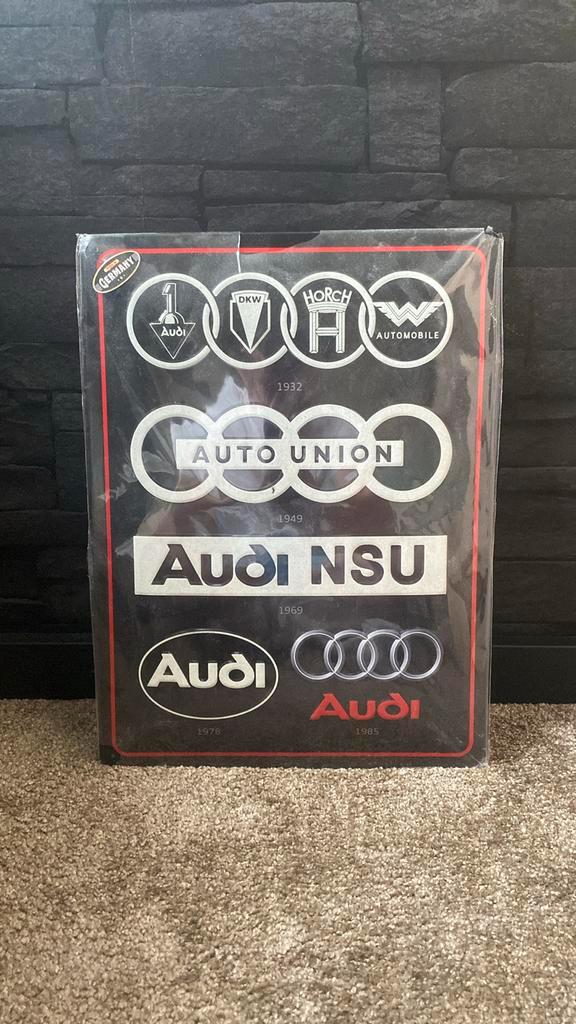 GERMANY
Audi
DKW
HORCH
AUTOMOBILE
1932
AUTO UNION
1949
Audi NSU
1969
Audi
1978
Audi
1985